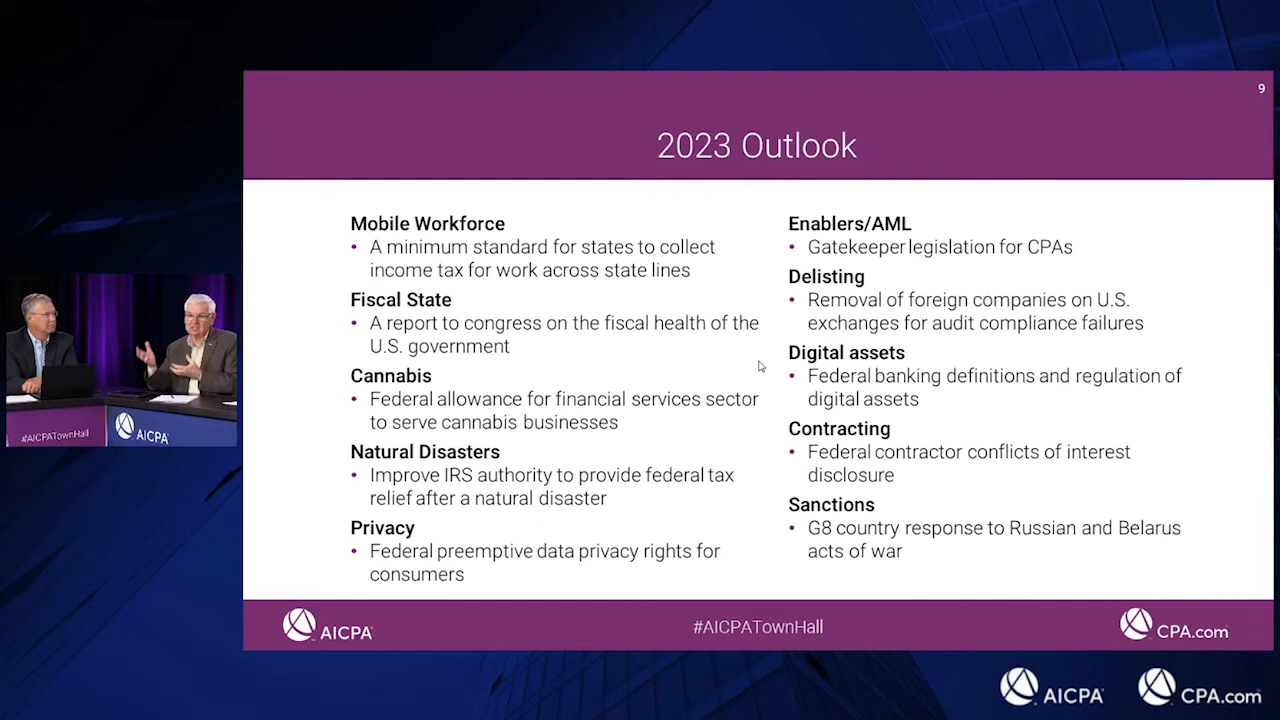 9
2023 Outlook
Mobile Workforce
• A minimum standard for states to collect
income tax for work across state lines
Fiscal State
• A report to congress on the fiscal health of the
U.S. government
Cannabis
• Federal allowance for financial services sector
to serve cannabis businesses
Natural Disasters
• Improve IRS authority to provide federal tax
relief after a natural disaster
Privacy
• Federal preemptive data privacy rights for
consumers
Enablers/AML
• Gatekeeper legislation for CPAs
Delisting
• Removal of foreign companies on U.S.
exchanges for audit compliance failures
Digital assets
• Federal banking definitions and regulation of
digital assets
Contracting
• Federal contractor conflicts of interest
disclosure
Sanctions
• G8 country response to Russian and Belarus
acts of war
#AICPATownHall
AICPA
AICPA
#AICPATownHall
CPA.com
AICPA
CPA.com